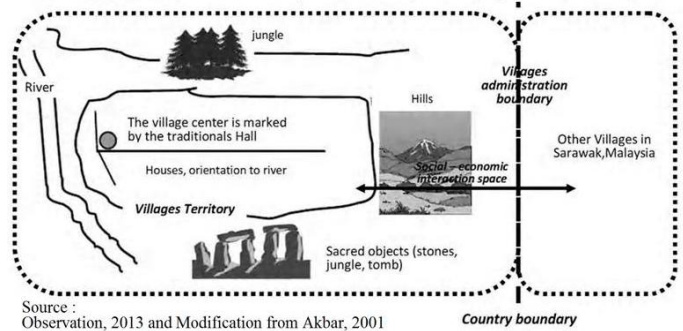 jungle
River
Villages
administration
boundary
Hills
The village center is marked
by the traditionals Hall
Other Villages in
Sarawak,Malaysia
Houses, orientation to river
Social – economic
interaction space
Villages Territory
Sacred objects (stones,
jungle, tomb)
Source :
Observation, 2013 and Modification from Akbar, 2001
Country boundary